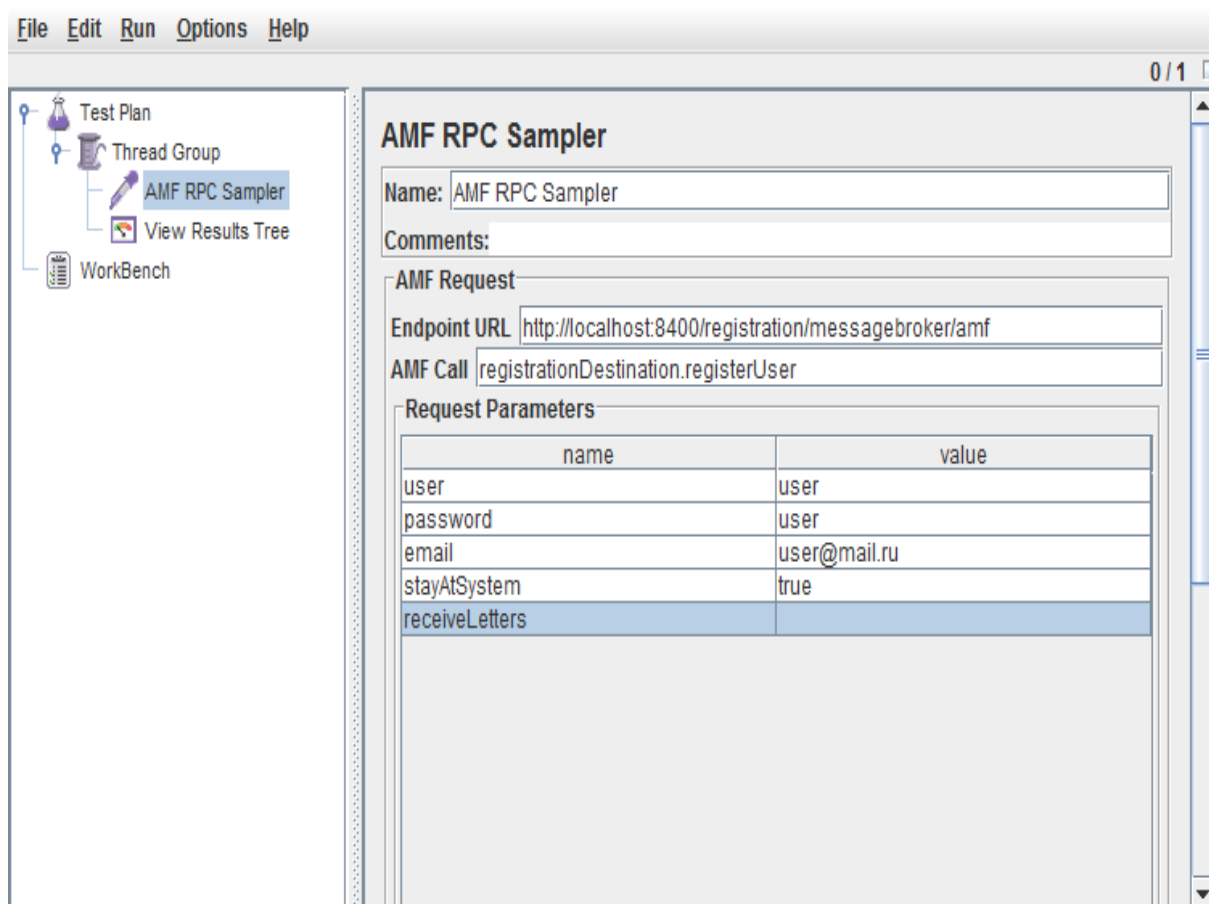 File Edit Run Options Help
0 / 1
Test Plan
Thread Group
AMF RPC Sampler
View Results Tree
WorkBench
AMF RPC Sampler
Name: AMF RPC Sampler
Comments:
AMF Request
Endpoint URL http://localhost:8400/registration/messagebroker/amf
AMF Call registrationDestination.registerUser
Request Parameters
name value
user user
password user
email user@mail.ru
stayAtSystem true
receiveLetters